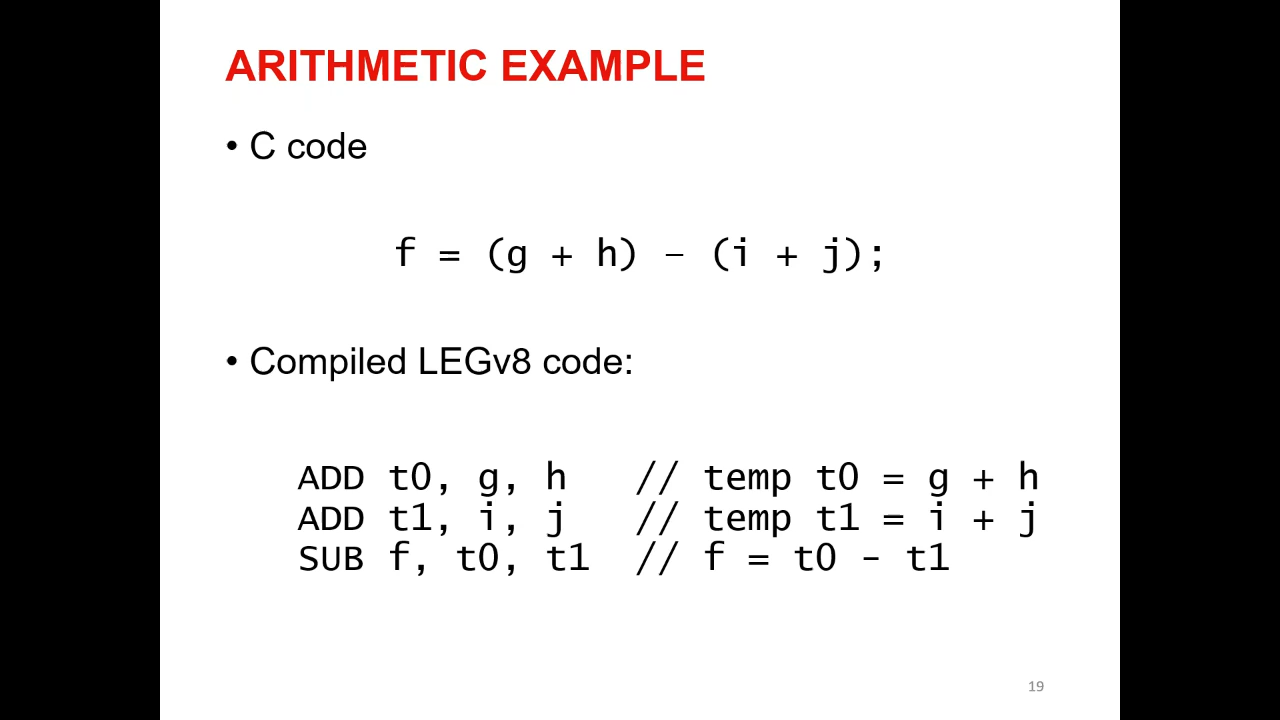 ARITHMETIC EXAMPLE
• C code
f = (g + h) − (i + j);
• Compiled LEGv8 code:
ADD t0, g, h   // temp t0 = g + h
ADD t1, i, j   // temp t1 = i + j
SUB f, t0, t1  // f = t0 - t1
19